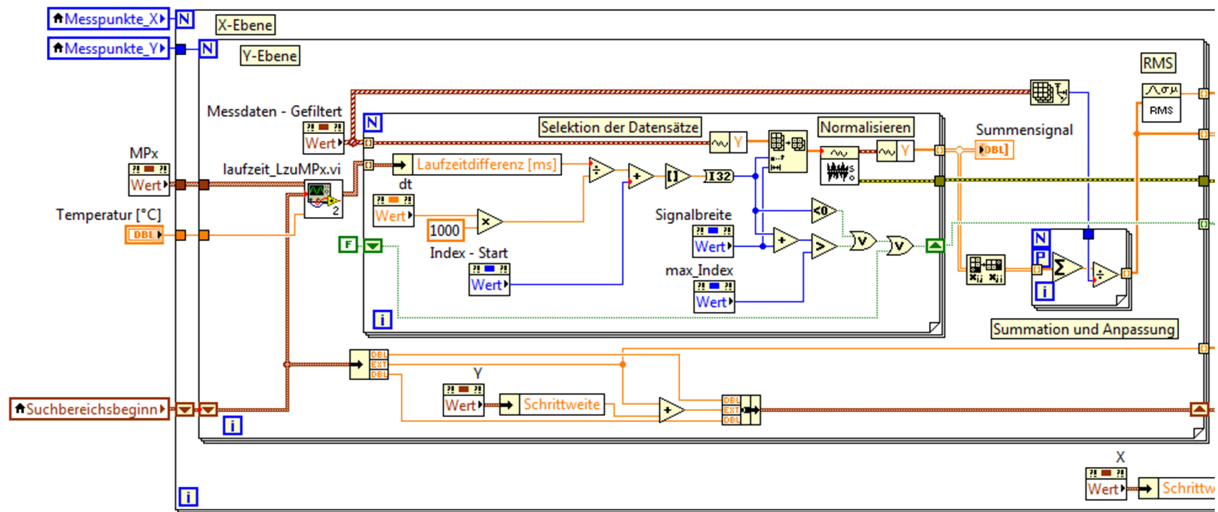 Messpunkte_X
N
X-Ebene
Messpunkte_Y
N
Y-Ebene
RMS
Messdaten - Gefiltert
Wert
N
Selektion der Datensätze
Y
Normalisieren
Y
Summensignal
DBL
RMS
MPx
Wert
laufzeit_LzuMPx.vi
2
Laufzeitdifferenz [ms]
dt
Wert
I32
1000
Temperatur [°C]
DBL
Signalbreite
Wert
<0
F
Index - Start
Wert
max_Index
Wert
>
V
V
N
P
Σ
i
i
Summation und Anpassung
DBL
EXT
DBL
Y
Wert
Schrittweite
DBL
EXT
DBL
Suchbereichsbeginn
i
X
Wert
Schrittw
i